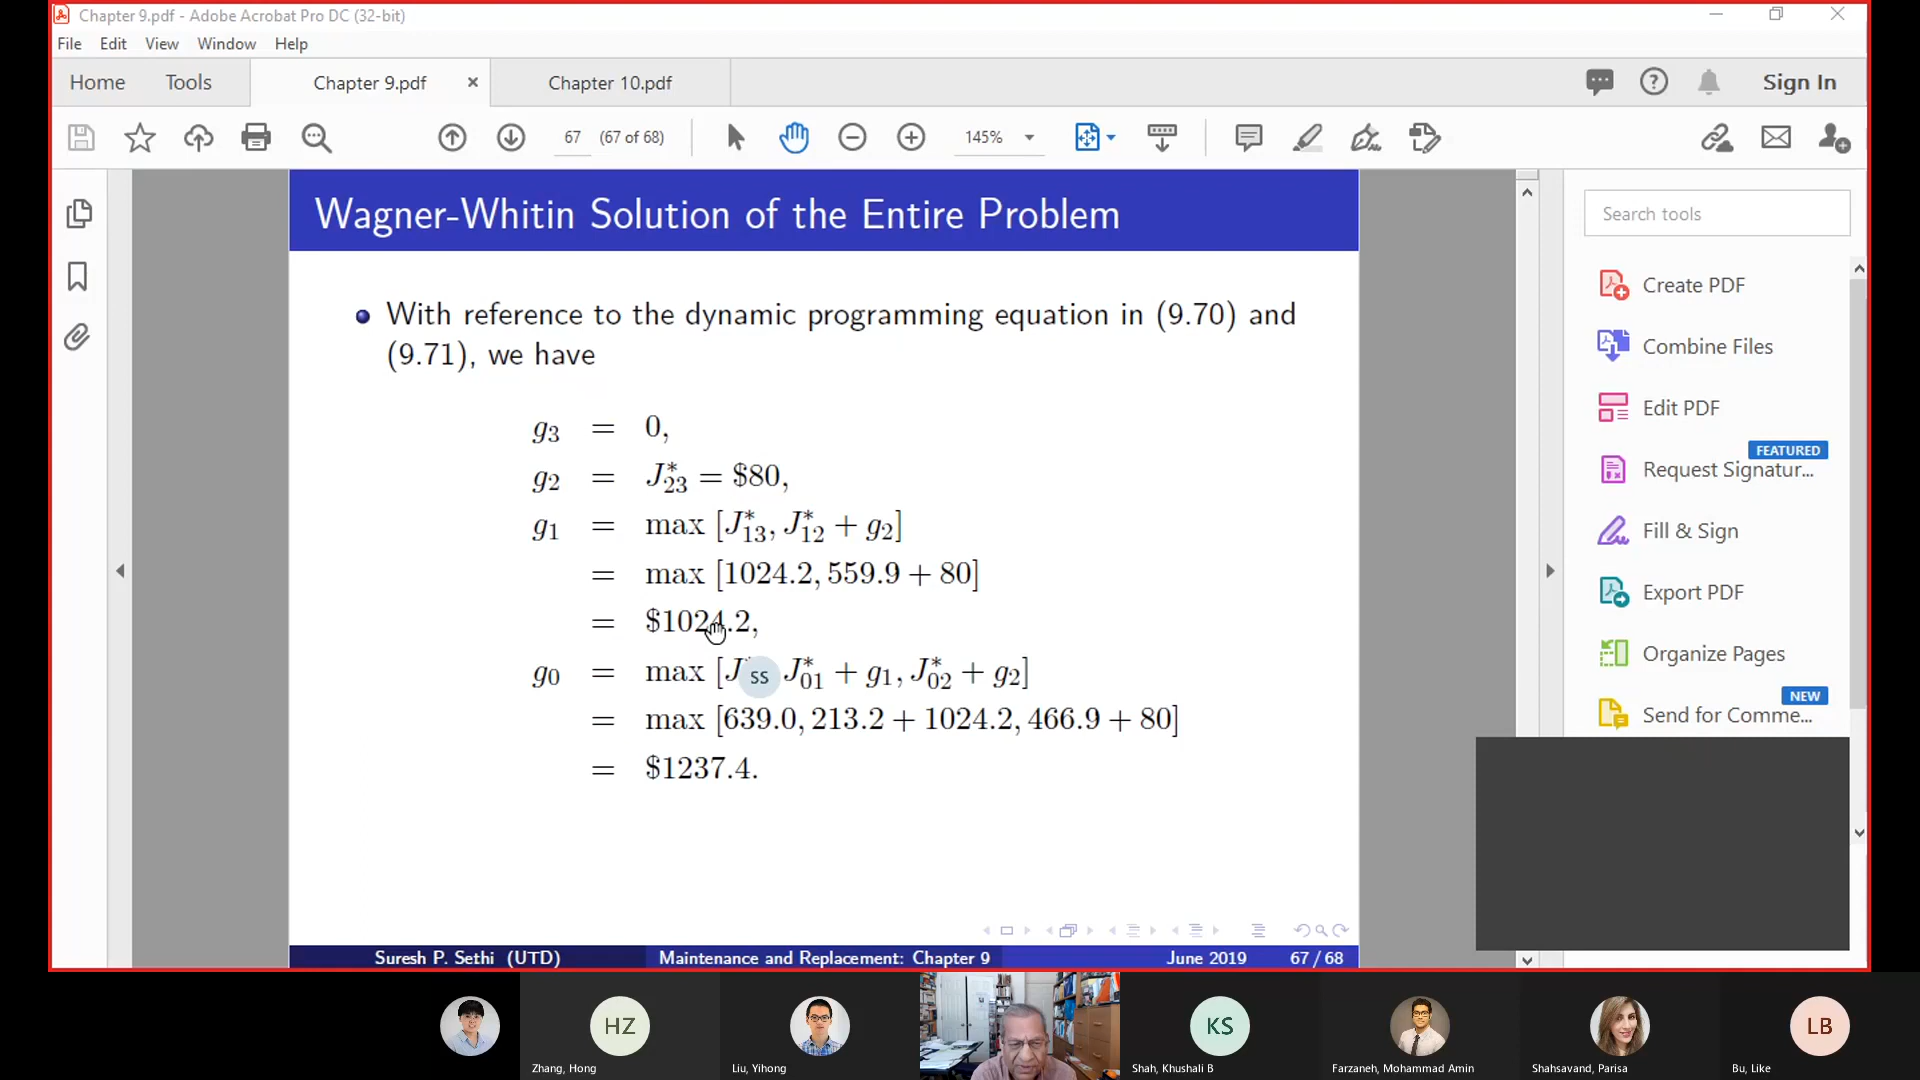 Chapter 9.pdf - Adobe Acrobat Pro DC (32-bit)
File Edit View Window Help
Home Tools Chapter 9.pdf × Chapter 10.pdf Sign In
67 (67 of 68) 145%
Wagner-Whitin Solution of the Entire Problem
With reference to the dynamic programming equation in (9.70) and
(9.71), we have
g₃ = 0,
g₂ = J*₂₃ = $80,
g₁ = max [J*₁₃, J*₁₂ + g₂]
= max [1024.2, 559.9 + 80]
= $1024.2,
g₀ = max [J J*₀₁ + g₁, J*₀₂ + g₂]
SS
= max [639.0, 213.2 + 1024.2, 466.9 + 80]
= $1237.4.
Suresh P. Sethi (UTD) Maintenance and Replacement: Chapter 9 June 2019 67 / 68
Search tools
Create PDF
Combine Files
Edit PDF
FEATURED
Request Signatur...
Fill & Sign
Export PDF
Organize Pages
NEW
Send for Comme...
HZ KS LB
Zhang, Hong Liu, Yihong Shah, Khushali B Farzaneh, Mohammad Amin Shahsavand, Parisa Bu, Like